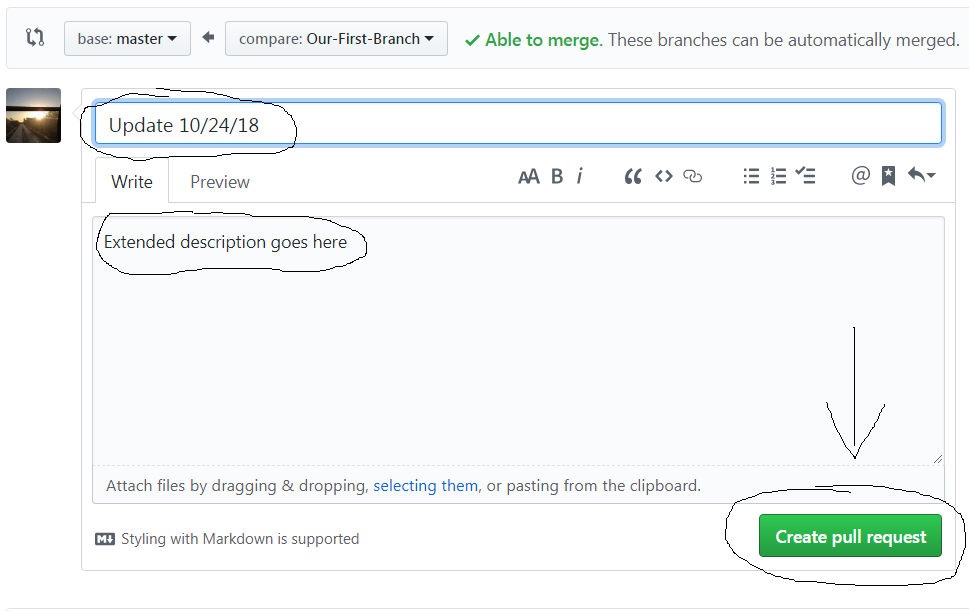 base: master compare: Our-First-Branch Able to merge. These branches can be automatically merged.
Update 10/24/18
Write Preview AA B i @
Extended description goes here
Attach files by dragging & dropping, selecting them, or pasting from the clipboard.
M Styling with Markdown is supported
Create pull request